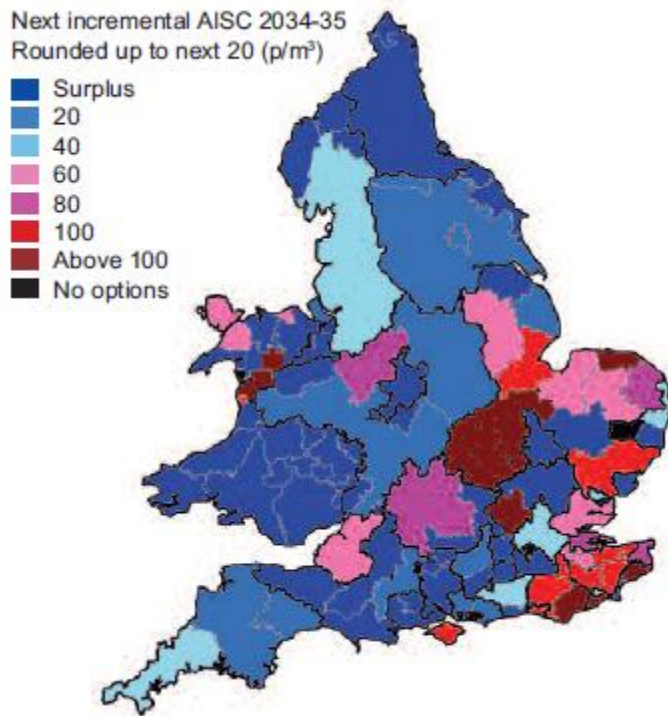 Next incremental AISC 2034-35
Rounded up to next 20 (p/m³)
Surplus
20
40
60
80
100
Above 100
No options